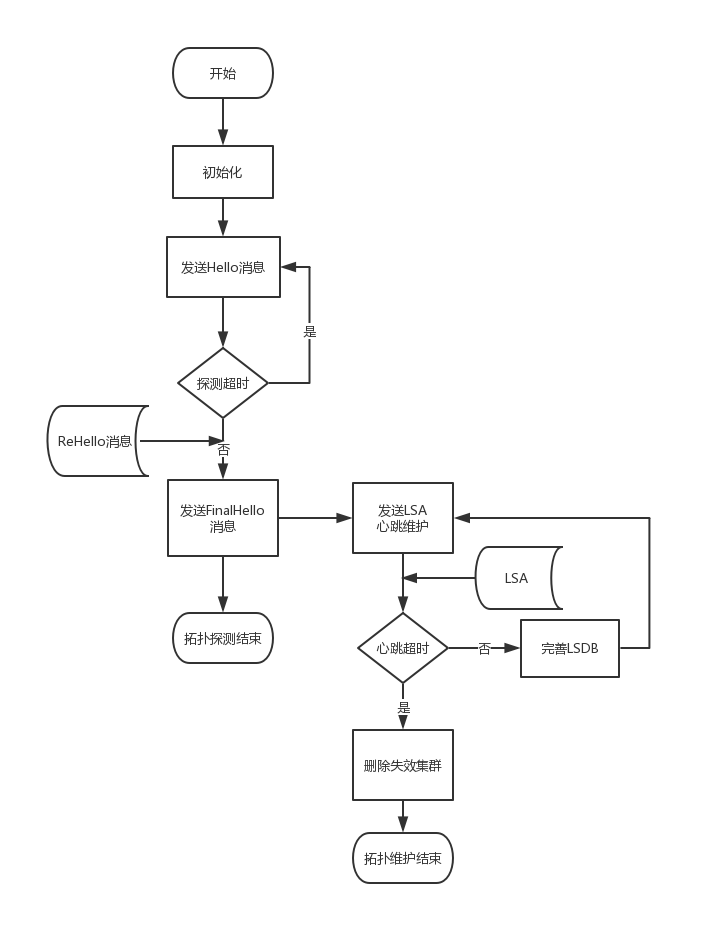 开始
初始化
发送Hello消息
是
探测超时
ReHello消息
否
发送FinalHello
消息
拓扑探测结束
发送LSA
心跳维护
LSA
心跳超时
否
完善LSDB
是
删除失效集群
拓扑维护结束